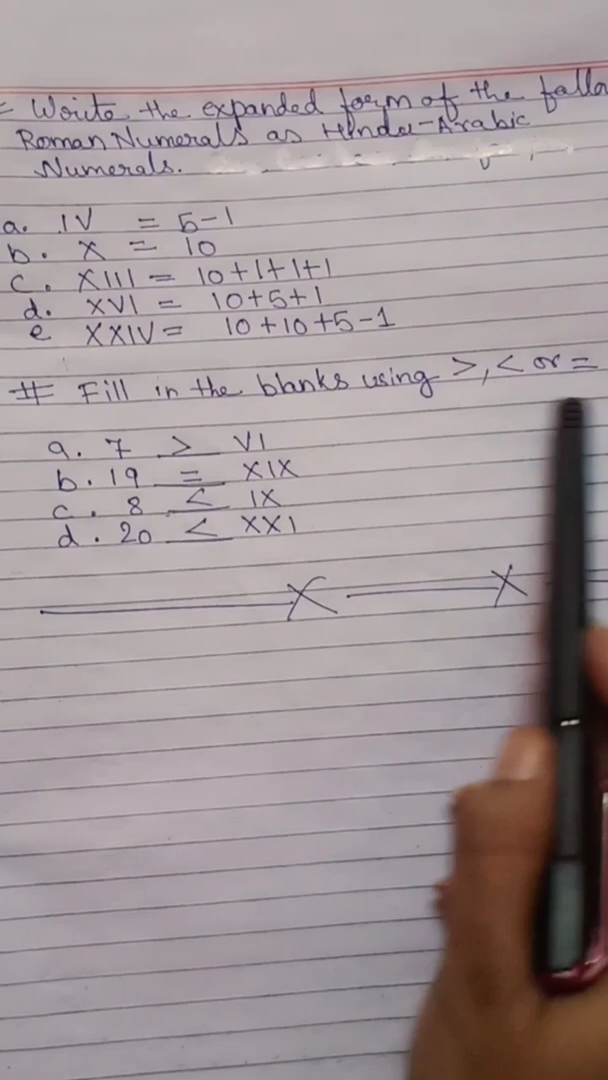 = Write the expanded form of the follo
Roman Numerals as Hindu-Arabic
Numerals.
a. IV = 5-1
b. X = 10
c. XIII = 10+1+1+1
d. XVI = 10+5+1
e XXIV = 10+10+5-1
# Fill in the blanks using >, < or =
a. 7 > VI
b. 19 = XIX
c. 8 < IX
d. 20 < XXI